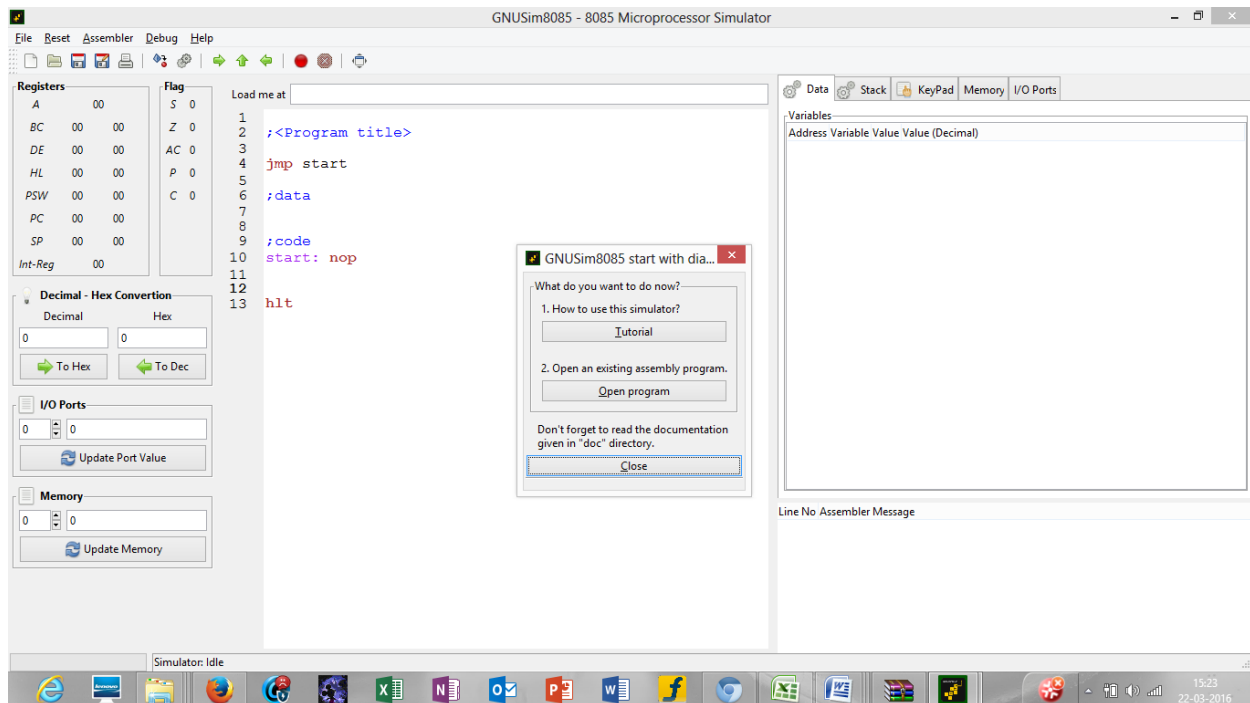 GNUSim8085 - 8085 Microprocessor Simulator
File Reset Assembler Debug Help
Registers
A 00
BC 00 00
DE 00 00
HL 00 00
PSW 00 00
PC 00 00
SP 00 00
Int-Reg 00
Flag
S 0
Z 0
AC 0
P 0
C 0
Decimal - Hex Convertion
Decimal Hex
0 0
To Hex To Dec
I/O Ports
0 0
Update Port Value
Memory
0 0
Update Memory
Load me at
1
2 ;<Program title>
3
4 jmp start
5
6 ;data
7
8
9 ;code
10 start: nop
11
12
13 hlt
GNUSim8085 start with dia...
What do you want to do now?
1. How to use this simulator?
Tutorial
2. Open an existing assembly program.
Open program
Don't forget to read the documentation
given in "doc" directory.
Close
Data Stack KeyPad Memory I/O Ports
Variables
Address Variable Value Value (Decimal)
Line No Assembler Message
Simulator: Idle
15:23
22-03-2016